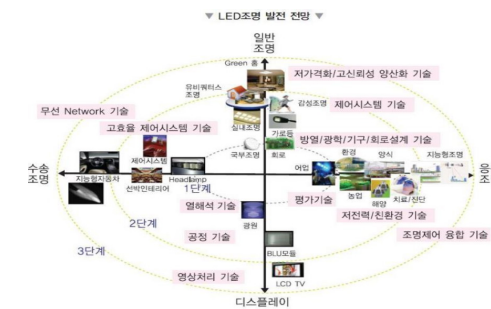 ▼ LED조명 발전 전망 ▼
일반
조명
Green 홈
저가격화/고신뢰성 양산화 기술
유비쿼터스
조명
감성조명
제어시스템 기술
무선 Network 기술
고효율 제어시스템 기술
실내조명
가로등
방열/광학/기구/회로설계 기술
제어시스템
국부조명
회로
환경
양식
지능형조명
수송
조명
Headlamp
어업
응
조
지능형자동차
선박인테리어
1단계
농업
해양
치료/진단
열해석 기술
평가기술
저전력/친환경 기술
2단계
광원
공정 기술
조명제어 융합 기술
3단계
BLU모듈
영상처리 기술
LCD TV
디스플레이